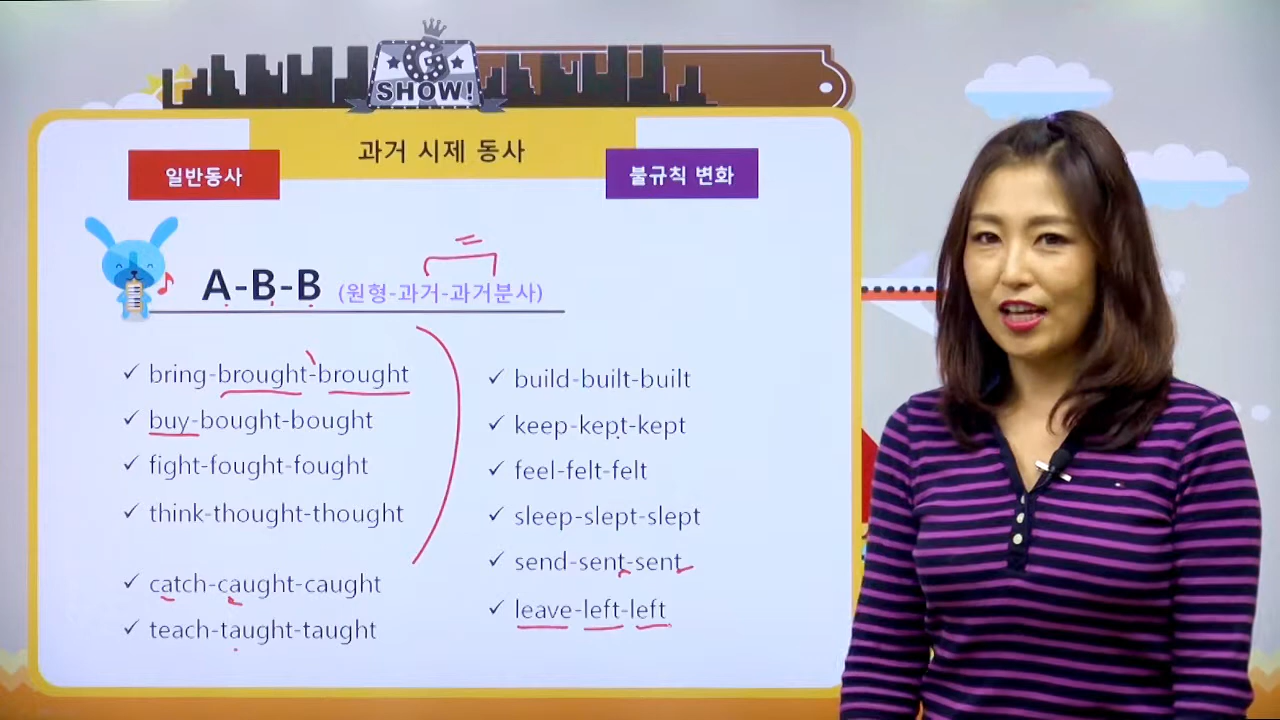 G
SHOW!
과거 시제 동사
일반동사
불규칙 변화
A-B-B (원형-과거-과거분사)
✓ bring-brought-brought
✓ buy-bought-bought
✓ fight-fought-fought
✓ think-thought-thought
✓ catch-caught-caught
✓ teach-taught-taught
✓ build-built-built
✓ keep-kept-kept
✓ feel-felt-felt
✓ sleep-slept-slept
✓ send-sent-sent
✓ leave-left-left